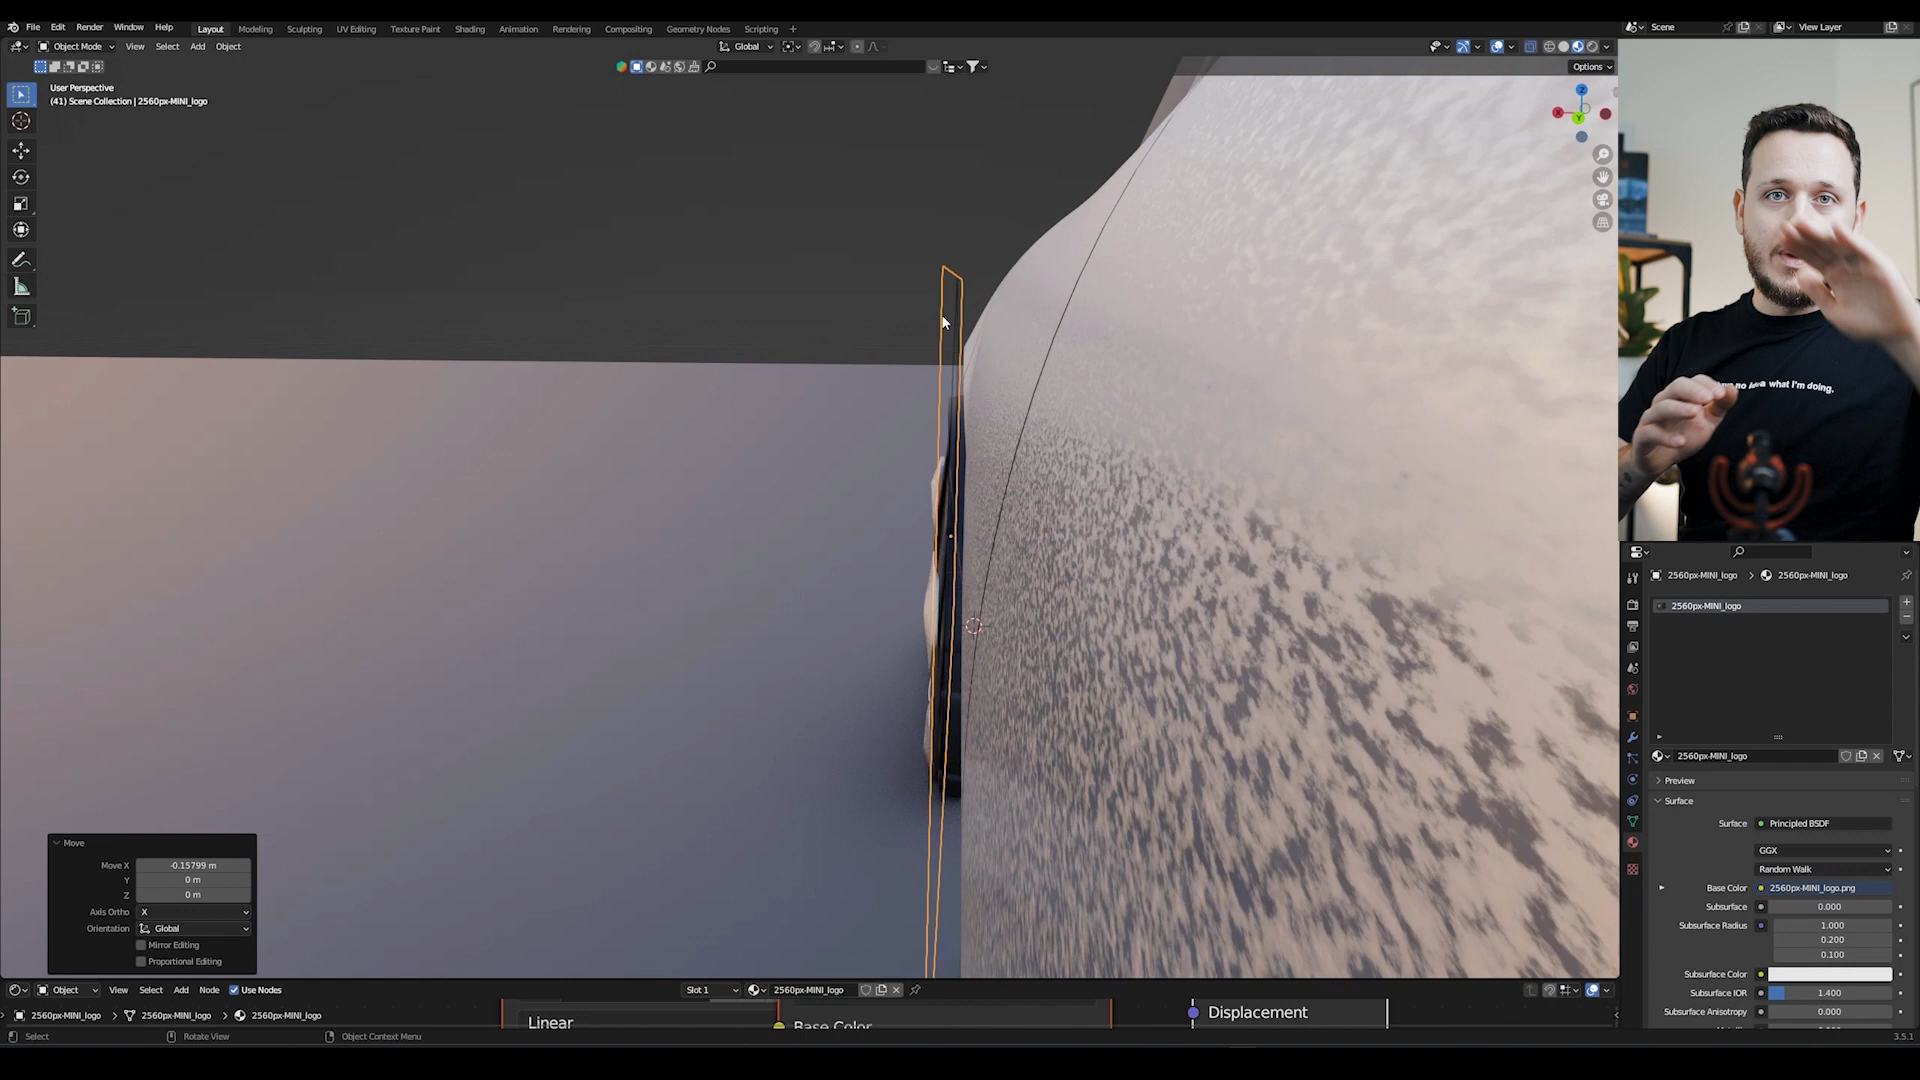 File Edit Render Window Help
Layout Modeling Sculpting UV Editing Texture Paint Shading Animation Rendering Compositing Geometry Nodes Scripting +
Scene
View Layer
Object Mode View Select Add Object
Global
Options
User Perspective
(41) Scene Collection | 2560px-MINI_logo
Z
X
Y
what I'm doing.
Move
Move X -0.15799 m
Y 0 m
Z 0 m
Axis Ortho X
Orientation Global
Mirror Editing
Proportional Editing
2560px-MINI_logo > 2560px-MINI_logo
2560px-MINI_logo
2560px-MINI_logo
Preview
Surface
Surface Principled BSDF
GGX
Random Walk
Base Color 2560px-MINI_logo.png
Subsurface 0.000
Subsurface Radius 1.000
0.200
0.100
Subsurface Color
Subsurface IOR 1.400
Subsurface Anisotropy 0.000
Object View Select Add Node Use Nodes
Slot 1 2560px-MINI_logo
2560px-MINI_logo > 2560px-MINI_logo > 2560px-MINI_logo
Linear
Base Color
Displacement
Select
Rotate View
Object Context Menu
3.5.1